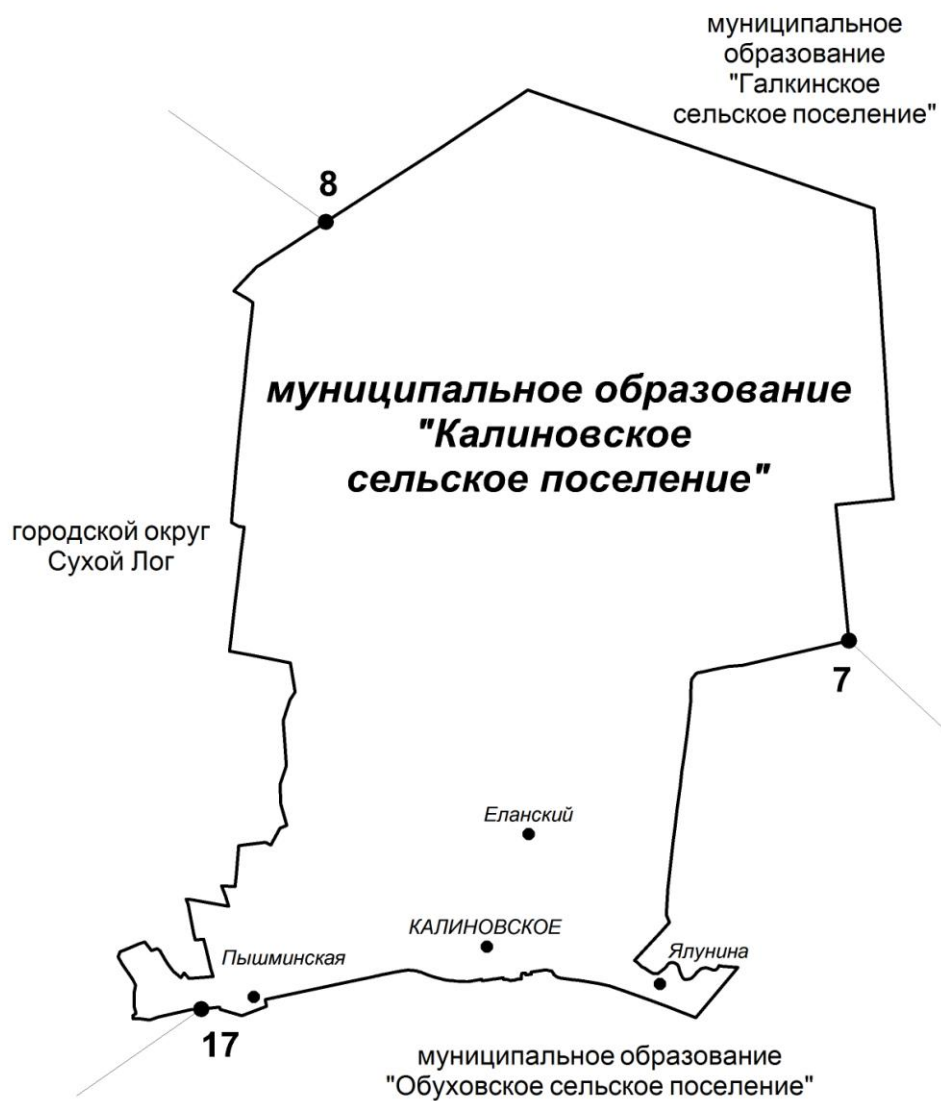 муниципальное
образование
"Галкинское
сельское поселение"
8
муниципальное образование
"Калиновское
сельское поселение"
городской округ
Сухой Лог
7
Еланский
КАЛИНОВСКОЕ
Ялунина
Пышминская
17
муниципальное образование
"Обуховское сельское поселение"